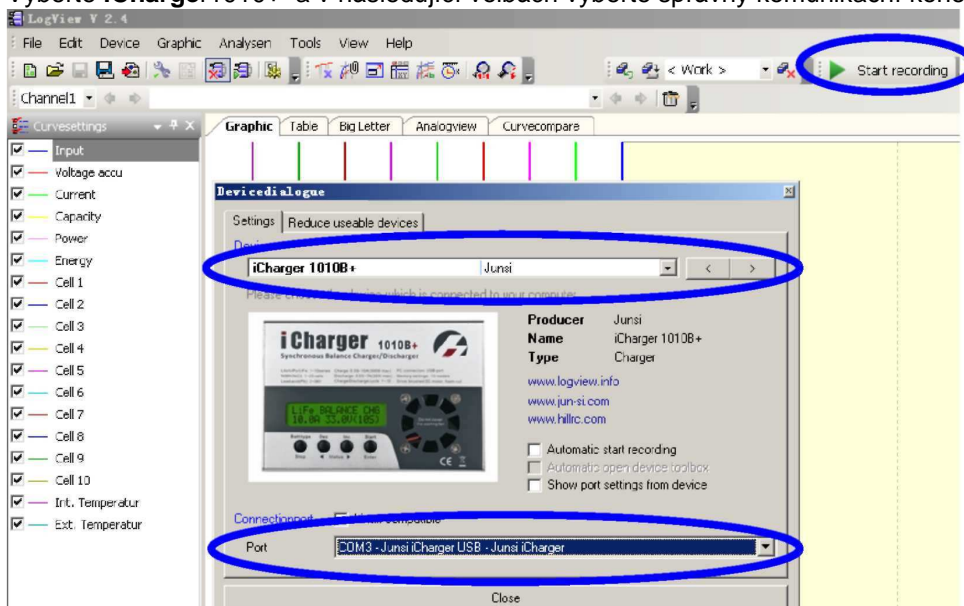 Vyberte iCharge 1010+ a v následující volbách vyberte správný komunikační
LogView V 2.4
File Edit Device Graphic Analysen Tools View Help
< Work >
Start recording
Channel1
Curvesettings
Graphic Table Big Letter Analogview Curvecompare
Input
Voltage accu
Current
Capacity
Power
Energy
Cell 1
Cell 2
Cell 3
Cell 4
Cell 5
Cell 6
Cell 7
Cell 8
Cell 9
Cell 10
Int. Temperatur
Ext. Temperatur
Devicedialogue
Settings Reduce useable devices
iCharger 1010B+ Junsi
Please choose the device which is connected to your computer
iCharger 1010B+
Synchronous Balance Charger/Discharger
LiFe BALANCE CHG
10.0A 33.0V(10S)
CE
Producer Junsi
Name iCharger 1010B+
Type Charger
www.logview.info
www.jun-si.com
www.hillrc.com
Automatic start recording
Automatic open device toolbox
Show port settings from device
Connectionport
Port COM3 - Junsi iCharger USB - Junsi iCharger
Close